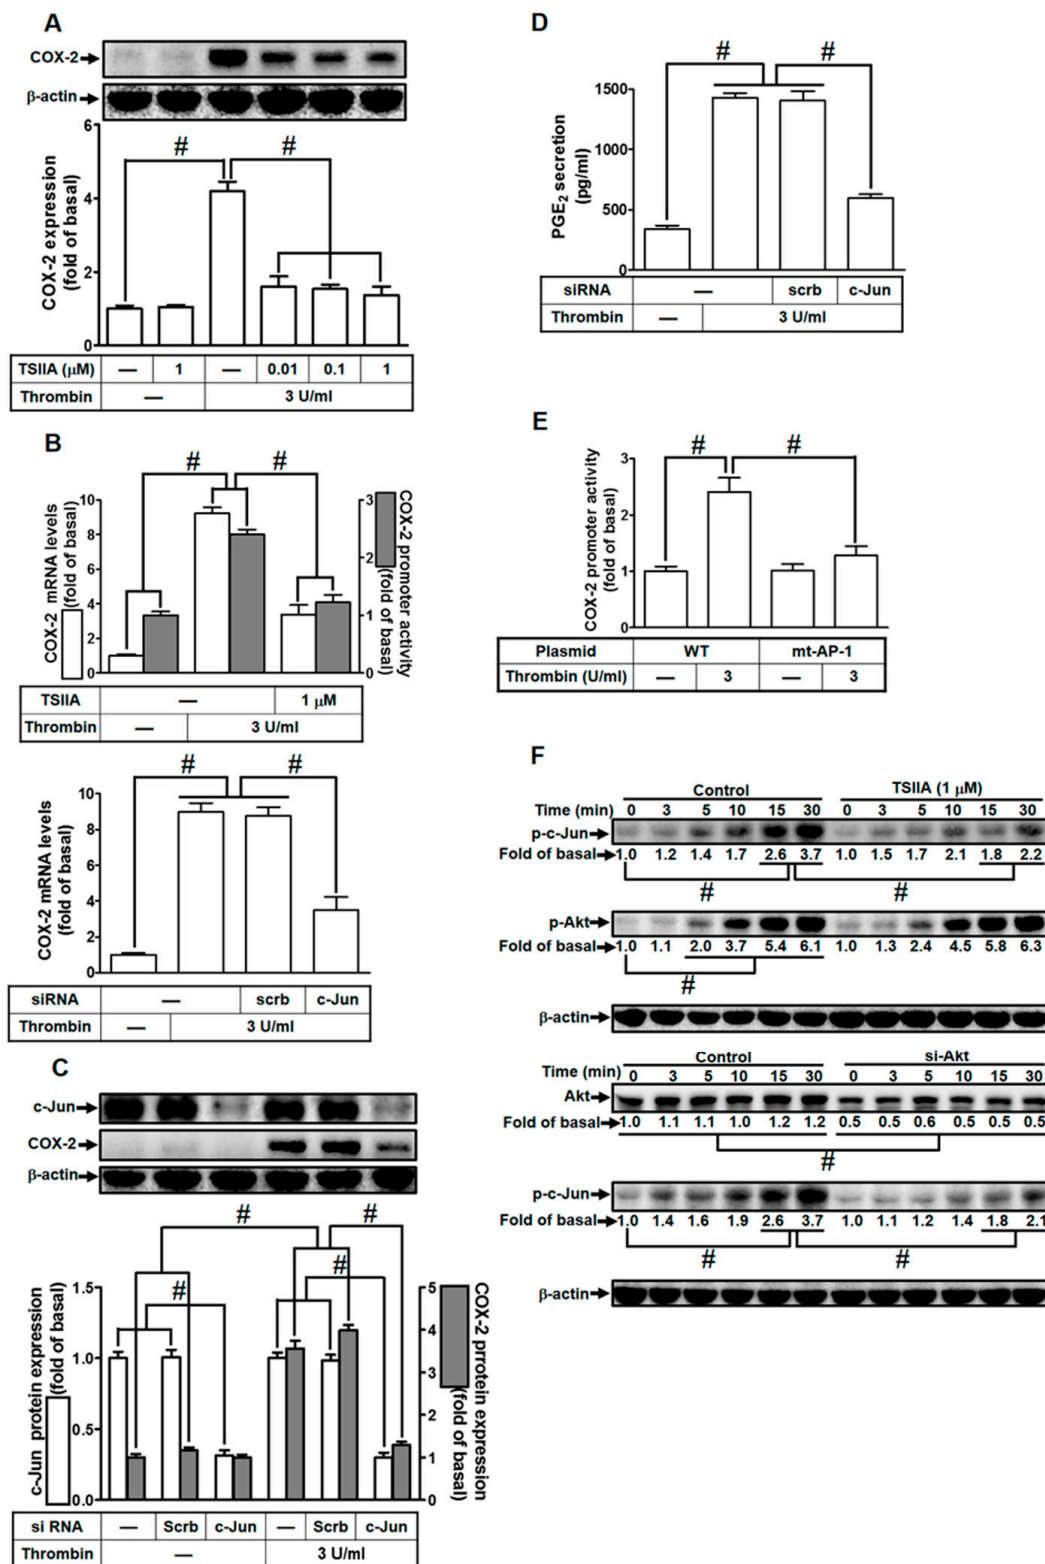 A
COX-2
β-actin
6
4
2
0
COX-2 expression
(fold of basal)
# #
TSIIA (μM) — 1 — 0.01 0.1 1
Thrombin — 3 U/ml
B
# #
10
8
6
4
2
0
COX-2 mRNA levels
(fold of basal)
3
2
1
0
COX-2 promoter activity
(fold of basal)
TSIIA — 1 μM
Thrombin — 3 U/ml
# #
10
8
6
4
2
0
COX-2 mRNA levels
(fold of basal)
siRNA — scrb c-Jun
Thrombin — 3 U/ml
C
c-Jun
COX-2
β-actin
# #
# #
1.5
1.0
0.5
0.0
c-Jun protein expression
(fold of basal)
5
4
3
2
1
0
COX-2 prrotein expression
(fold of basal)
si RNA — Scrb c-Jun — Scrb c-Jun
Thrombin — 3 U/ml
D
# #
1500
1000
500
0
PGE2 secretion
(pg/ml)
siRNA — scrb c-Jun
Thrombin — 3 U/ml
E
# #
3
2
1
0
COX-2 promoter activity
(fold of basal)
Plasmid WT mt-AP-1
Thrombin (U/ml) — 3 — 3
F
Control TSIIA (1 μM)
Time (min) 0 3 5 10 15 30 0 3 5 10 15 30
p-c-Jun
Fold of basal 1.0 1.2 1.4 1.7 2.6 3.7 1.0 1.5 1.7 2.1 1.8 2.2
# #
p-Akt
Fold of basal 1.0 1.1 2.0 3.7 5.4 6.1 1.0 1.3 2.4 4.5 5.8 6.3
#
β-actin
Control si-Akt
Time (min) 0 3 5 10 15 30 0 3 5 10 15 30
Akt
Fold of basal 1.0 1.1 1.1 1.0 1.2 1.2 0.5 0.5 0.6 0.5 0.5 0.5
#
p-c-Jun
Fold of basal 1.0 1.4 1.6 1.9 2.6 3.7 1.0 1.1 1.2 1.4 1.8 2.1
# #
β-actin